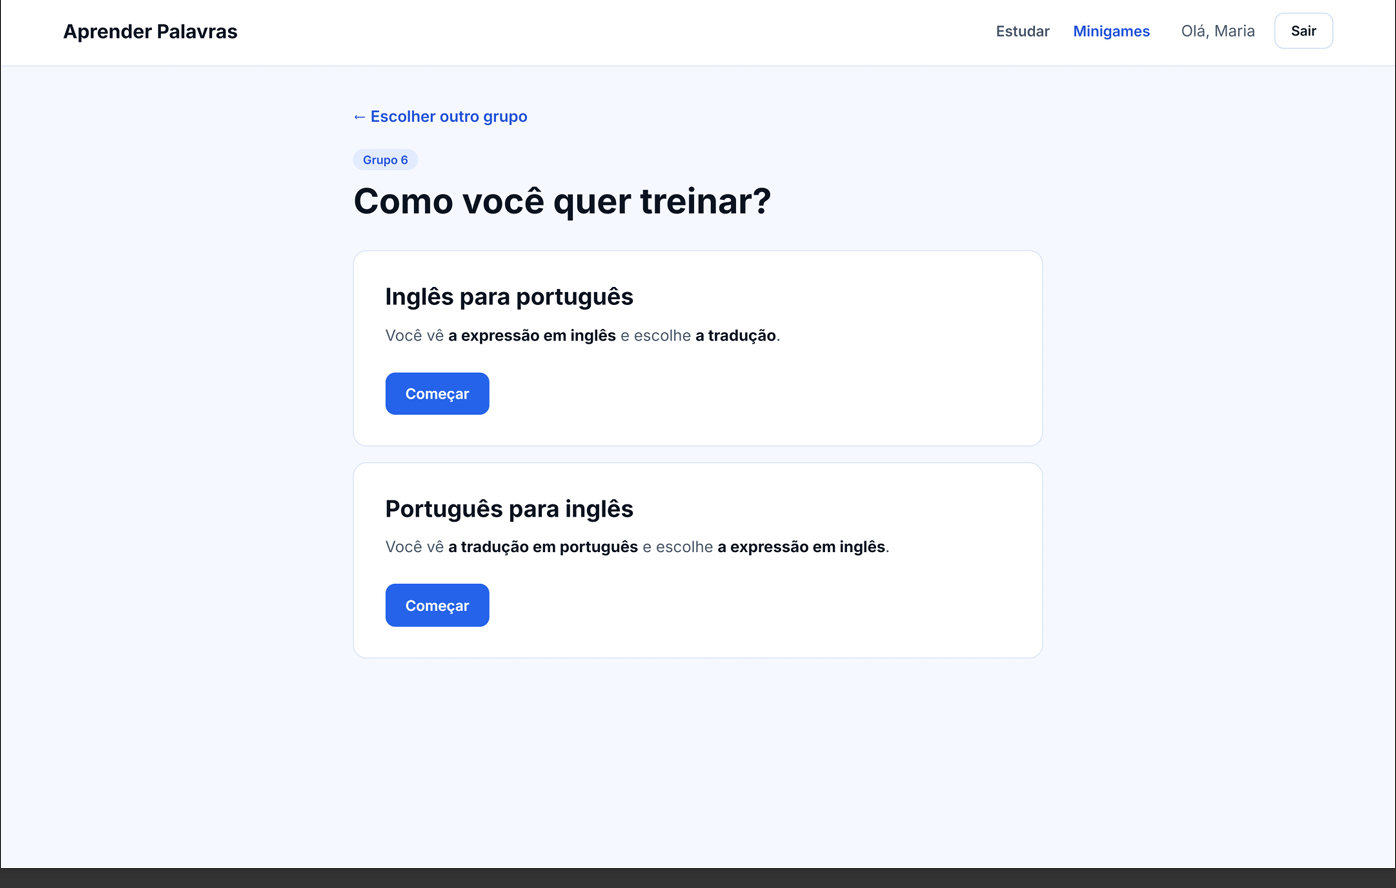 Aprender Palavras
Estudar
Minigames
Olá, Maria
Sair
← Escolher outro grupo
Grupo 6
Como você quer treinar?
Inglês para português
Você vê a expressão em inglês e escolhe a tradução.
Começar
Português para inglês
Você vê a tradução em português e escolhe a expressão em inglês.
Começar